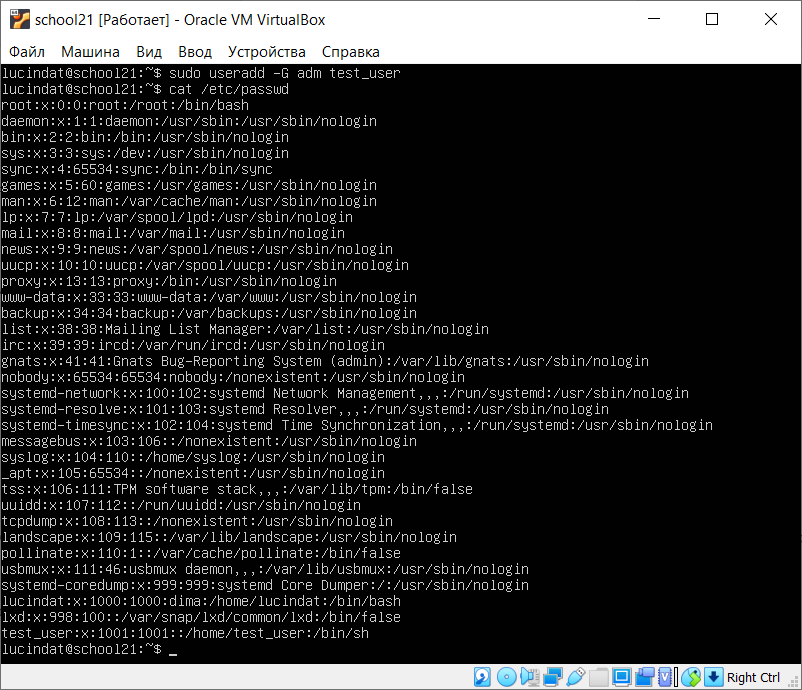 school21 [Работает] - Oracle VM VirtualBox
Файл Машина Вид Ввод Устройства Справка
lucindat@school21:~$ sudo useradd -G adm test_user
lucindat@school21:~$ cat /etc/passwd
root:x:0:0:root:/root:/bin/bash
daemon:x:1:1:daemon:/usr/sbin:/usr/sbin/nologin
bin:x:2:2:bin:/bin:/usr/sbin/nologin
sys:x:3:3:sys:/dev:/usr/sbin/nologin
sync:x:4:65534:sync:/bin:/bin/sync
games:x:5:60:games:/usr/games:/usr/sbin/nologin
man:x:6:12:man:/var/cache/man:/usr/sbin/nologin
lp:x:7:7:lp:/var/spool/lpd:/usr/sbin/nologin
mail:x:8:8:mail:/var/mail:/usr/sbin/nologin
news:x:9:9:news:/var/spool/news:/usr/sbin/nologin
uucp:x:10:10:uucp:/var/spool/uucp:/usr/sbin/nologin
proxy:x:13:13:proxy:/bin:/usr/sbin/nologin
www-data:x:33:33:www-data:/var/www:/usr/sbin/nologin
backup:x:34:34:backup:/var/backups:/usr/sbin/nologin
list:x:38:38:Mailing List Manager:/var/list:/usr/sbin/nologin
irc:x:39:39:ircd:/var/run/ircd:/usr/sbin/nologin
gnats:x:41:41:Gnats Bug-Reporting System (admin):/var/lib/gnats:/usr/sbin/nologin
nobody:x:65534:65534:nobody:/nonexistent:/usr/sbin/nologin
systemd-network:x:100:102:systemd Network Management,,,:/run/systemd:/usr/sbin/nologin
systemd-resolve:x:101:103:systemd Resolver,,,:/run/systemd:/usr/sbin/nologin
systemd-timesync:x:102:104:systemd Time Synchronization,,,:/run/systemd:/usr/sbin/nologin
messagebus:x:103:106::/nonexistent:/usr/sbin/nologin
syslog:x:104:110::/home/syslog:/usr/sbin/nologin
_apt:x:105:65534::/nonexistent:/usr/sbin/nologin
tss:x:106:111:TPM software stack,,,:/var/lib/tpm:/bin/false
uuidd:x:107:112::/run/uuidd:/usr/sbin/nologin
tcpdump:x:108:113::/nonexistent:/usr/sbin/nologin
landscape:x:109:115::/var/lib/landscape:/usr/sbin/nologin
pollinate:x:110:1::/var/cache/pollinate:/bin/false
usbmux:x:111:46:usbmux daemon,,,:/var/lib/usbmux:/usr/sbin/nologin
systemd-coredump:x:999:999:systemd Core Dumper:/:/usr/sbin/nologin
lucindat:x:1000:1000:dima:/home/lucindat:/bin/bash
lxd:x:998:100::/var/snap/lxd/common/lxd:/bin/false
test_user:x:1001:1001::/home/test_user:/bin/sh
lucindat@school21:~$ _
Right Ctrl